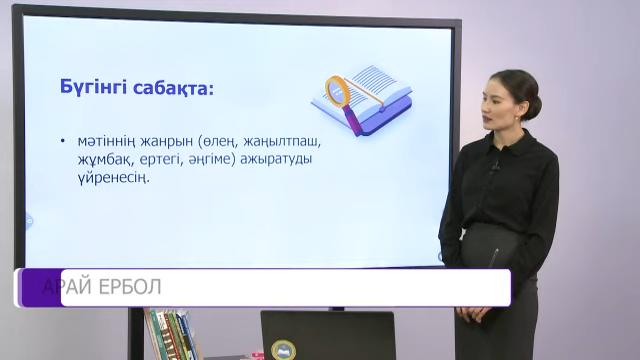 Бүгінгі сабақта:
• мәтіннің жанрын (өлең, жаңылтпаш,
жұмбақ, ертегі, әңгіме) ажыратуды
үйренесің.
АРАЙ ЕРБОЛ